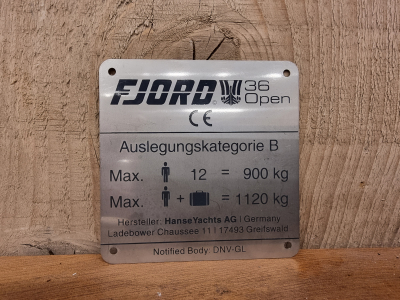 FJORD 36
Open
CE
Auslegungskategorie B
Max. 12 = 900 kg
Max. + = 1120 kg
Hersteller: HanseYachts AG | Germany
Ladebower Chaussee 11 | 17493 Greifswald
Notified Body: DNV-GL